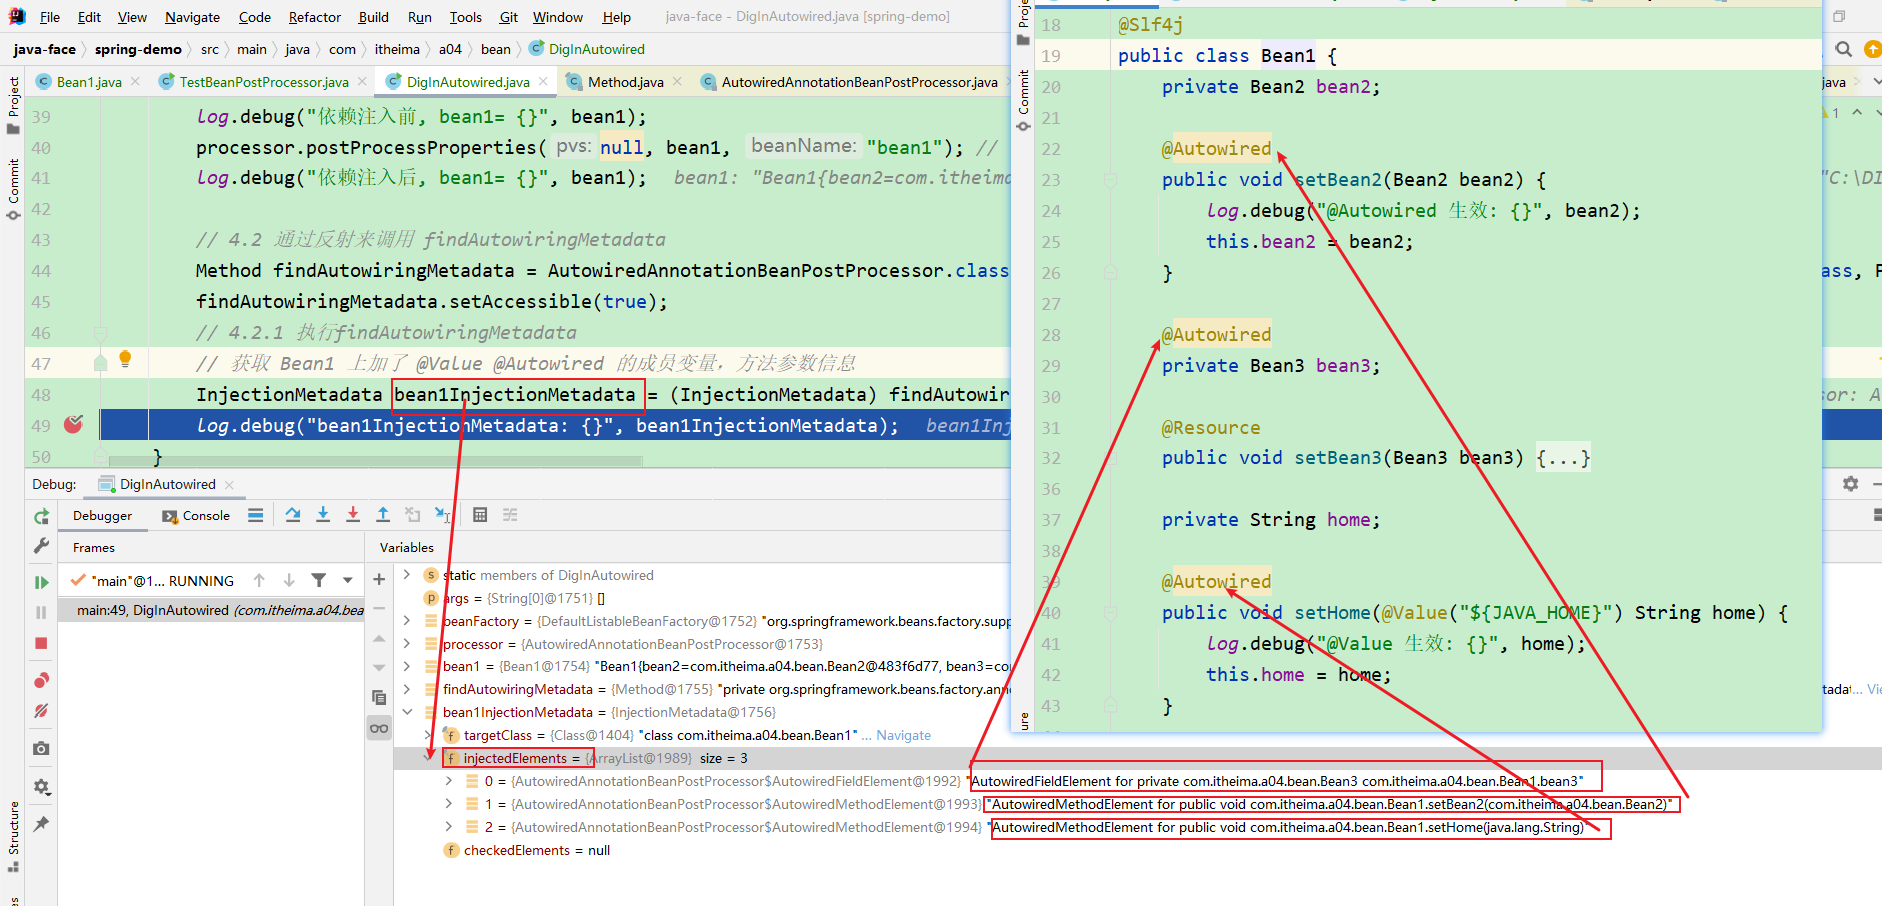 File Edit View Navigate Code Refactor Build Run Tools Git Window Help java-face - DigInAutowired.java [spring-demo]
java-face spring-demo src main java com itheima a04 bean DigInAutowired
Bean1.java TestBeanPostProcessor.java DigInAutowired.java Method.java AutowiredAnnotationBeanPostProcessor.java
Project
Commit
39 log.debug("依赖注入前, bean1= {}", bean1);
40 processor.postProcessProperties( pvs: null, bean1, beanName: "bean1"); //
41 log.debug("依赖注入后, bean1= {}", bean1); bean1: "Bean1{bean2=com.itheima
42
43 // 4.2 通过反射来调用 findAutowiringMetadata
44 Method findAutowiringMetadata = AutowiredAnnotationBeanPostProcessor.class
45 findAutowiringMetadata.setAccessible(true);
46 // 4.2.1 执行findAutowiringMetadata
47 // 获取 Bean1 上加了 @Value @Autowired 的成员变量，方法参数信息
48 InjectionMetadata bean1InjectionMetadata = (InjectionMetadata) findAutowir
49 log.debug("bean1InjectionMetadata: {}", bean1InjectionMetadata); bean1Inj
50 }
Proje
Commit
ure
18 @Slf4j
19 public class Bean1 {
20 private Bean2 bean2;
21
22 @Autowired
23 public void setBean2(Bean2 bean2) {
24 log.debug("@Autowired 生效: {}", bean2);
25 this.bean2 = bean2;
26 }
27
28 @Autowired
29 private Bean3 bean3;
30
31 @Resource
32 public void setBean3(Bean3 bean3) {...}
36
37 private String home;
38
39 @Autowired
40 public void setHome(@Value("${JAVA_HOME}") String home) {
41 log.debug("@Value 生效: {}", home);
42 this.home = home;
43 }
java
1
"C:\DI
ass, F
sor: A
Debug: DigInAutowired
Debugger Console
Frames Variables
"main"@1... RUNNING
main:49, DigInAutowired (com.itheima.a04.bea
static members of DigInAutowired
args = {String[0]@1751} []
beanFactory = {DefaultListableBeanFactory@1752} "org.springframework.beans.factory.supp
processor = {AutowiredAnnotationBeanPostProcessor@1753}
bean1 = {Bean1@1754} "Bean1{bean2=com.itheima.a04.bean.Bean2@483f6d77, bean3=co
findAutowiringMetadata = {Method@1755} "private org.springframework.beans.factory.ann
etadat... Vi
bean1InjectionMetadata = {InjectionMetadata@1756}
targetClass = {Class@1404} "class com.itheima.a04.bean.Bean1" ... Navigate
injectedElements = {ArrayList@1989} size = 3
0 = {AutowiredAnnotationBeanPostProcessor$AutowiredFieldElement@1992} "AutowiredFieldElement for private com.itheima.a04.bean.Bean3 com.itheima.a04.bean.Bean1.bean3"
1 = {AutowiredAnnotationBeanPostProcessor$AutowiredMethodElement@1993} "AutowiredMethodElement for public void com.itheima.a04.bean.Bean1.setBean2(com.itheima.a04.bean.Bean2)"
2 = {AutowiredAnnotationBeanPostProcessor$AutowiredMethodElement@1994} "AutowiredMethodElement for public void com.itheima.a04.bean.Bean1.setHome(java.lang.String)"
checkedElements = null
Structure